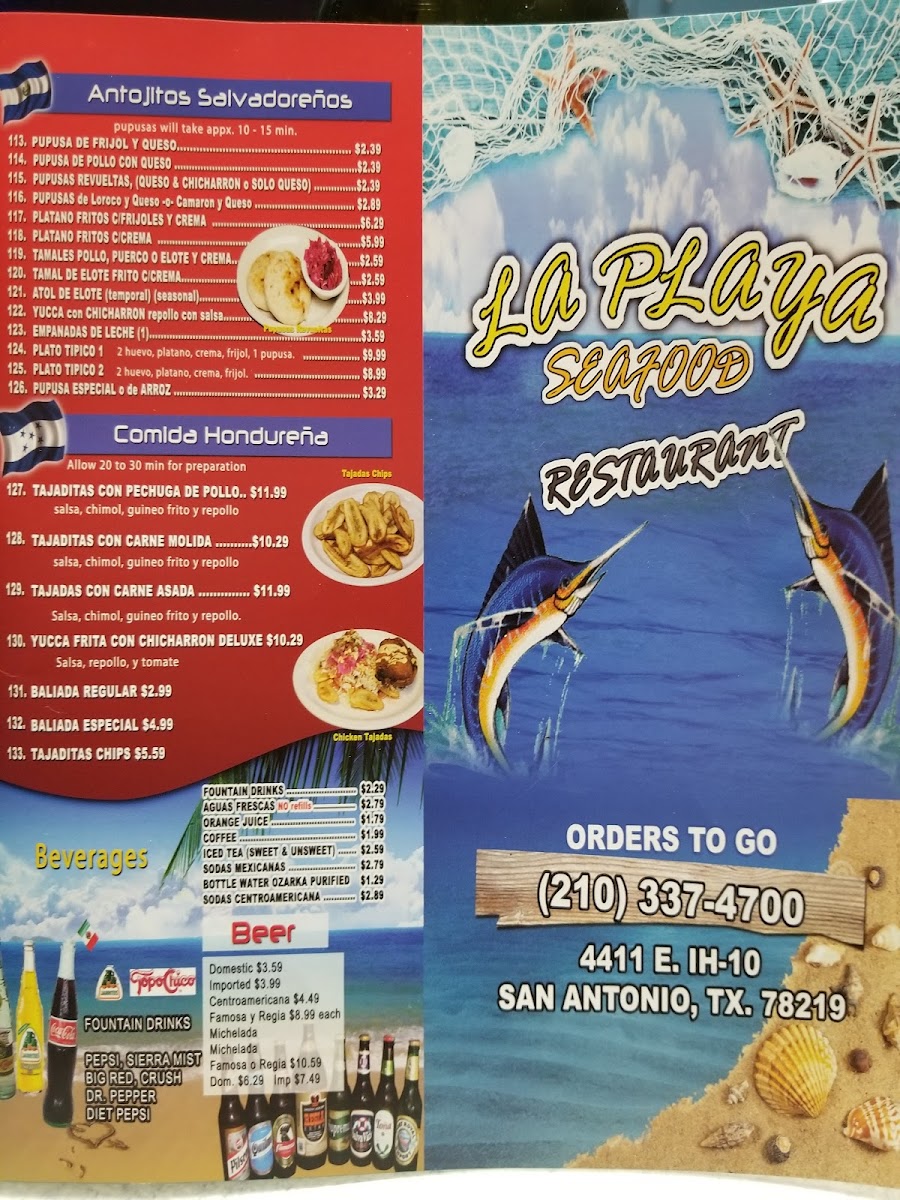 Antojitos Salvadoreños
pupusas will take appx. 10 - 15 min.
113. PUPUSA DE FRIJOL Y QUESO........ $2.39
114. PUPUSA DE POLLO CON QUESO ........$2.39
115. PUPUSAS REVUELTAS, (QUESO & CHICHARRON o SOLO QUESO) ........$2.39
116. PUPUSAS de Loroco y Queso -o- Camaron y Queso ........ $2.89
117. PLATANO FRITOS C/FRIJOLES Y CREMA ........$6.29
118. PLATANO FRITOS C/CREMA ........$5.99
119. TAMALES POLLO, PUERCO O ELOTE Y CREMA........$2.59
120. TAMAL DE ELOTE FRITO C/CREMA........$2.59
121. ATOL DE ELOTE (temporal) (seasonal)........$3.99
122. YUCCA con CHICHARRON repollo con salsa........$8.29
123. EMPANADAS DE LECHE (1)........$3.59
124. PLATO TIPICO 1 2 huevo, platano, crema, frijol, 1 pupusa. ........ $9.99
125. PLATO TIPICO 2 2 huevo, platano, crema, frijol. ........ $8.99
126. PUPUSA ESPECIAL o de ARROZ ........ $3.29
Comida Hondureña
Allow 20 to 30 min for preparation
Tajadas Chips
127. TAJADITAS CON PECHUGA DE POLLO.. $11.99
salsa, chimol, guineo frito y repollo
128. TAJADITAS CON CARNE MOLIDA ..........$10.29
salsa, chimol, guineo frito y repollo
129. TAJADAS CON CARNE ASADA .............. $11.99
Salsa, chimol, guineo frito y repollo.
130. YUCCA FRITA CON CHICHARRON DELUXE $10.29
Salsa, repollo, y tomate
131. BALIADA REGULAR $2.99
132. BALIADA ESPECIAL $4.99
Chicken Tajadas
133. TAJADITAS CHIPS $5.59
Beverages
FOUNTAIN DRINKS ........ $2.29
AGUAS FRESCAS NO refills ........ $2.79
ORANGE JUICE ........ $1.79
COFFEE ........ $1.99
ICED TEA (SWEET & UNSWEET) ....... $2.59
SODAS MEXICANAS ........ $2.79
BOTTLE WATER OZARKA PURIFIED $1.29
SODAS CENTROAMERICANA ........ $2.89
Topo Chico
FOUNTAIN DRINKS
PEPSI, SIERRA MIST
BIG RED, CRUSH
DR. PEPPER
DIET PEPSI
Coca-Cola
Beer
Domestic $3.59
Imported $3.99
Centroamericana $4.49
Famosa y Regia $8.99 each
Michelada
Michelada
Famosa o Regia $10.59
Dom. $6.29 Imp $7.49
LA PLAYA
SEAFOOD
RESTAURANT
ORDERS TO GO
(210) 337-4700
4411 E. IH-10
SAN ANTONIO, TX. 78219